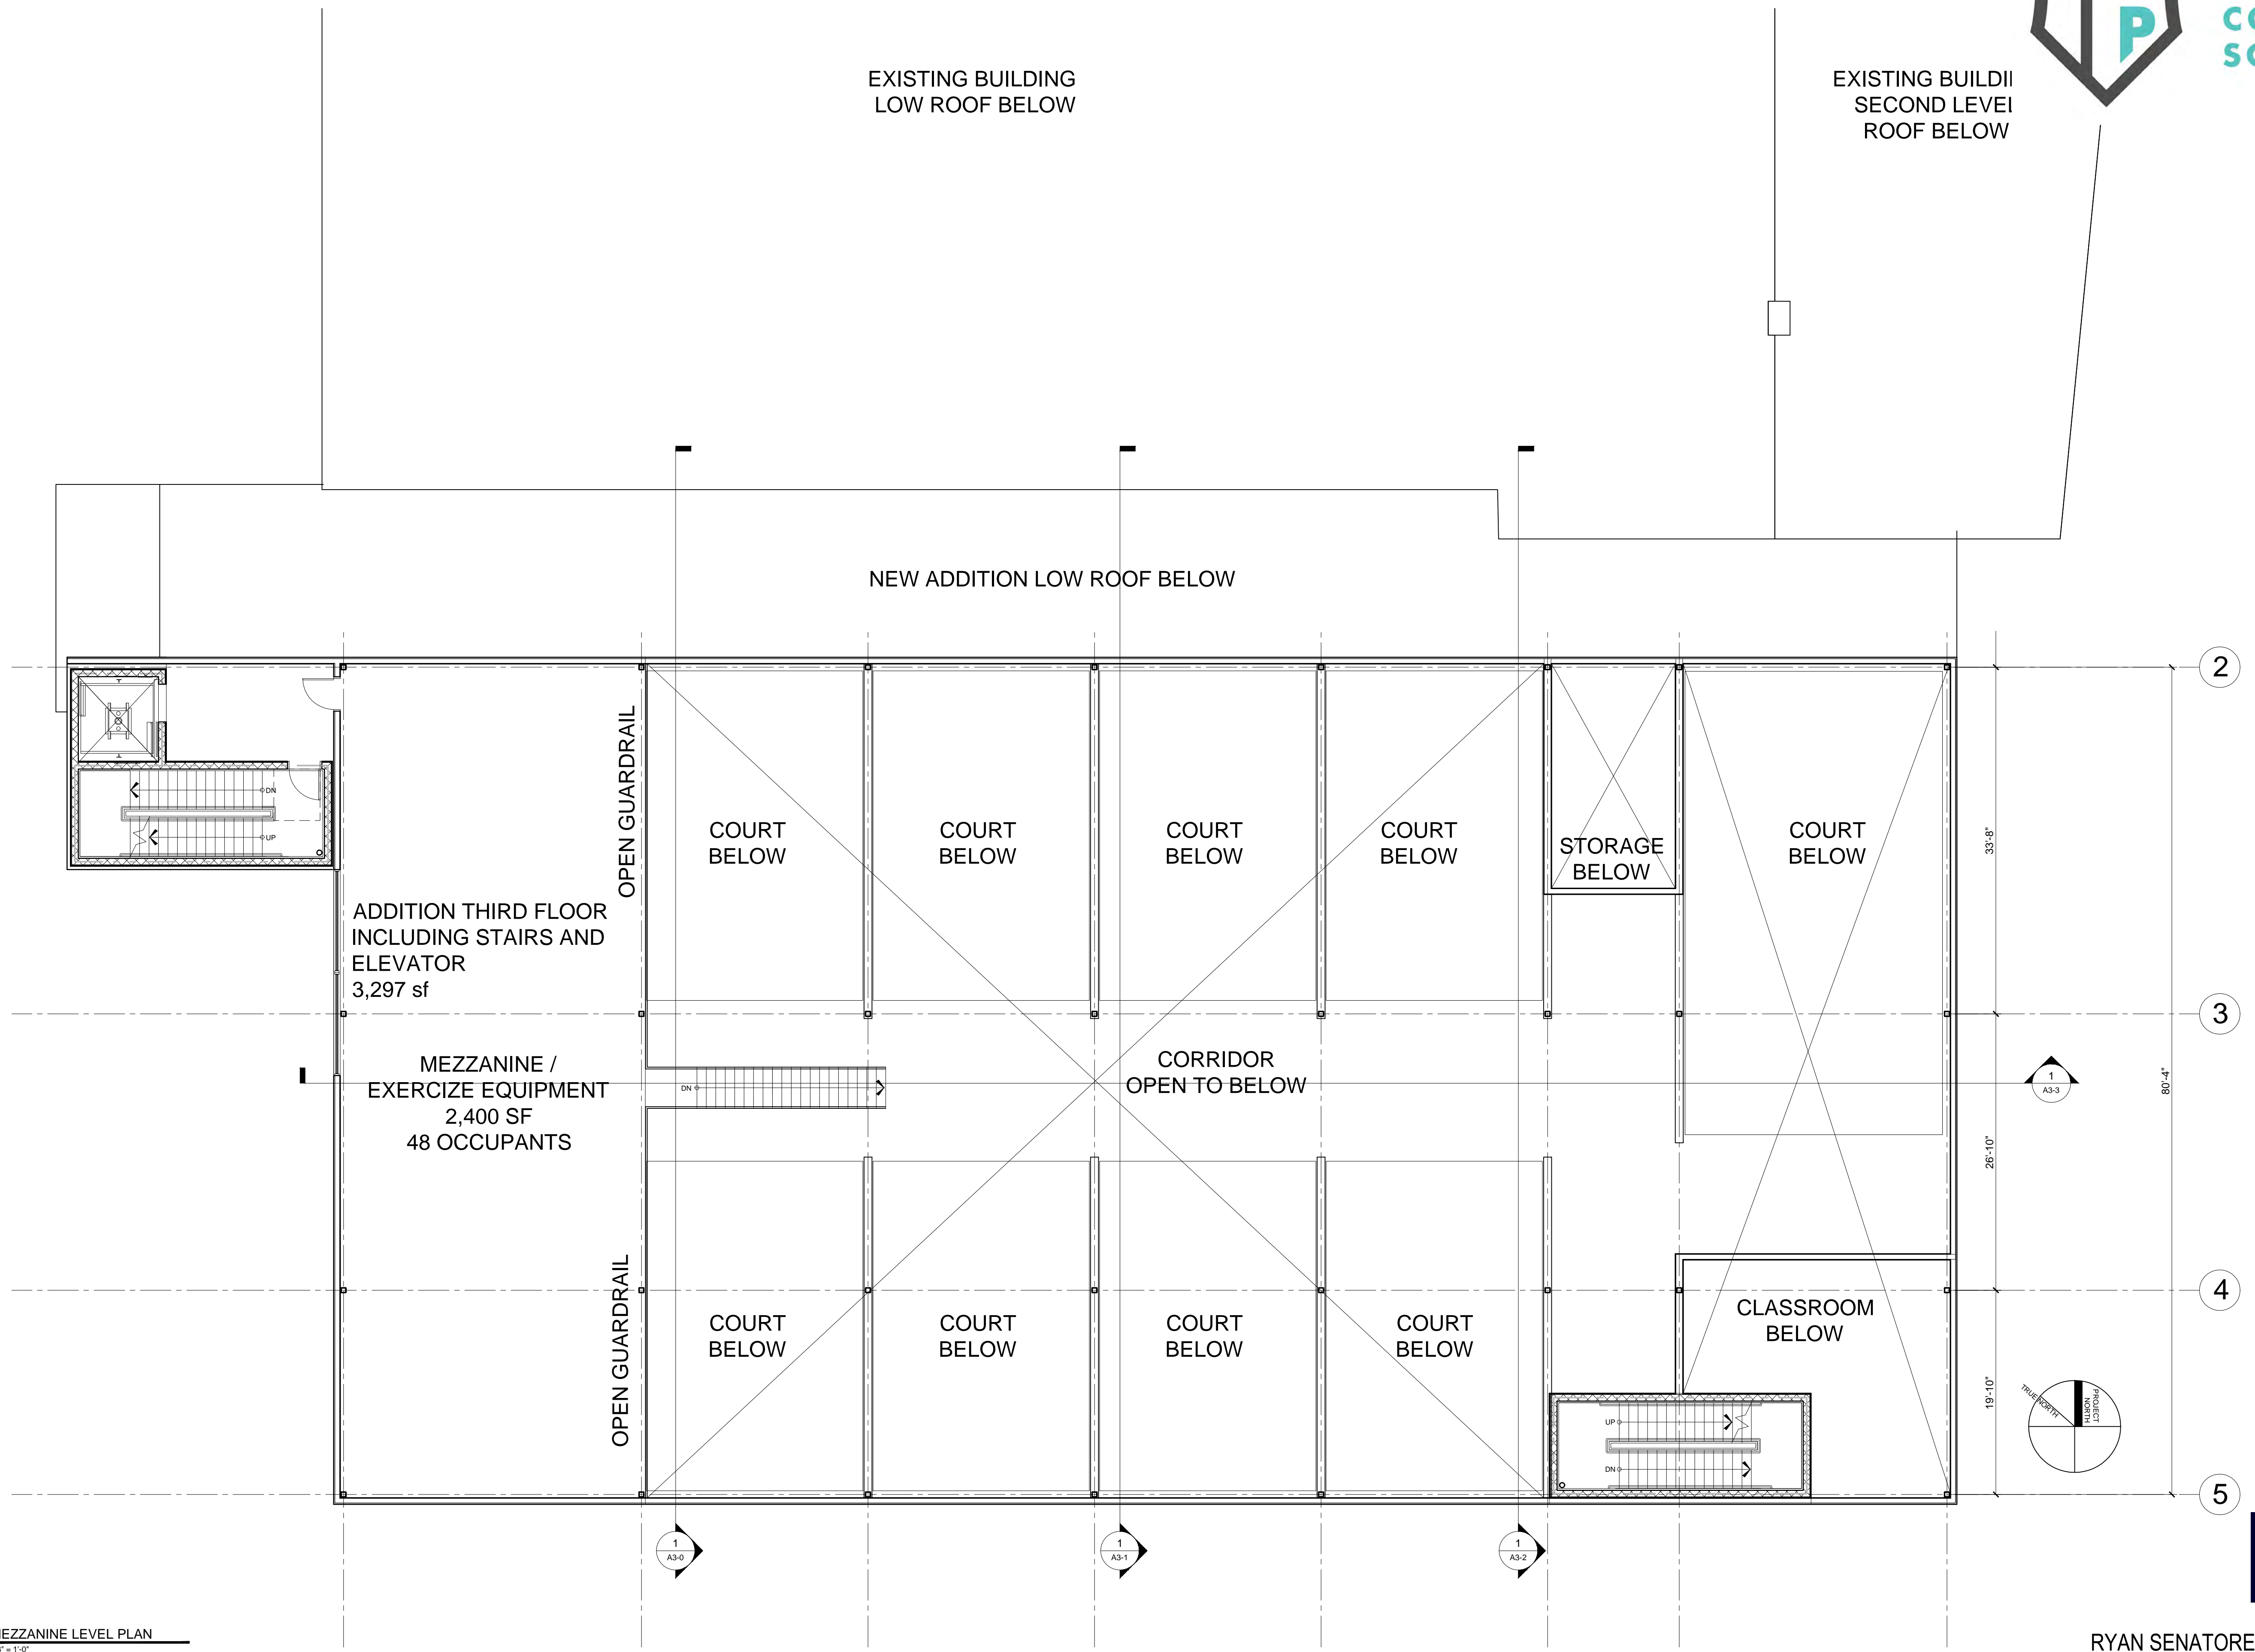 P
EXISTING BUILDING
LOW ROOF BELOW
SECOND
ROOF BELOW
NEW ADDITION LOW ROOF BELOW
2
OPEN GUARDRAIL
DN
UP
COURT
BELOW
COURT
BELOW
COURT
BELOW
COURT
BELOW
STORAGE
BELOW
COURT
BELOW
33'-8"
ADDITION THIRD FLOOR
INCLUDING STAIRS AND
ELEVATOR
3,297 sf
3
MEZZANINE /
EXERCIZE EQUIPMENT
2,400 SF
48 OCCUPANTS
DN
CORRIDOR
OPEN TO BELOW
1
A3-3
80'-4"
26'-10"
4
OPEN GUARDRAIL
COURT
BELOW
COURT
BELOW
COURT
BELOW
COURT
BELOW
CLASSROOM
BELOW
19'-10"
TRUE NORTH
PROJECT
NORTH
UP
DN
5
1
A3-0
1
A3-1
1
A3-2
LEVEL PLAN
RYAN SENATORE